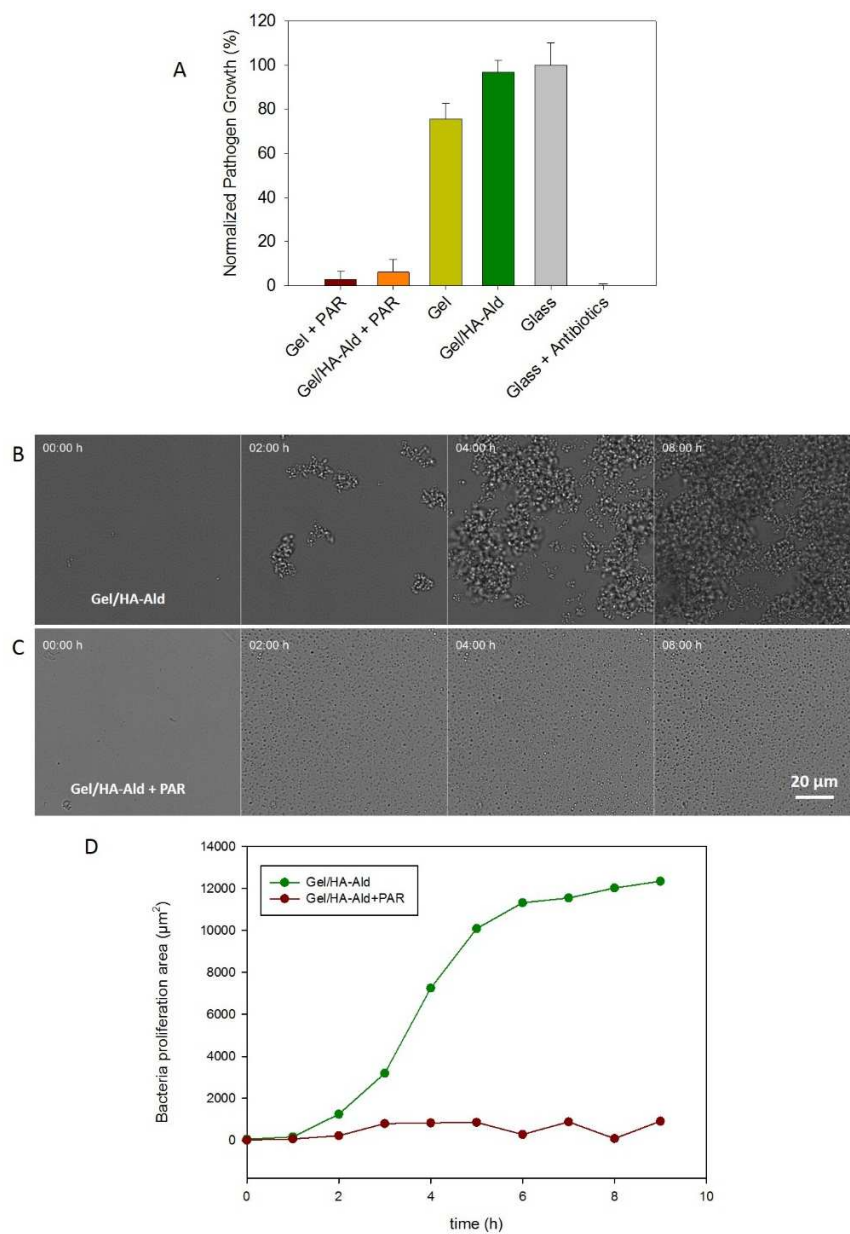 A
Normalized Pathogen Growth (%)
120
100
80
60
40
20
0
Gel + PAR
Gel/HA-Ald + PAR
Gel
Gel/HA-Ald
Glass
Glass + Antibiotics
B
00:00 h
02:00 h
04:00 h
08:00 h
Gel/HA-Ald
C
00:00 h
02:00 h
04:00 h
08:00 h
Gel/HA-Ald + PAR
20 µm
D
Bacteria proliferation area (µm²)
14000
12000
10000
8000
6000
4000
2000
0
Gel/HA-Ald
Gel/HA-Ald+PAR
0 2 4 6 8 10
time (h)